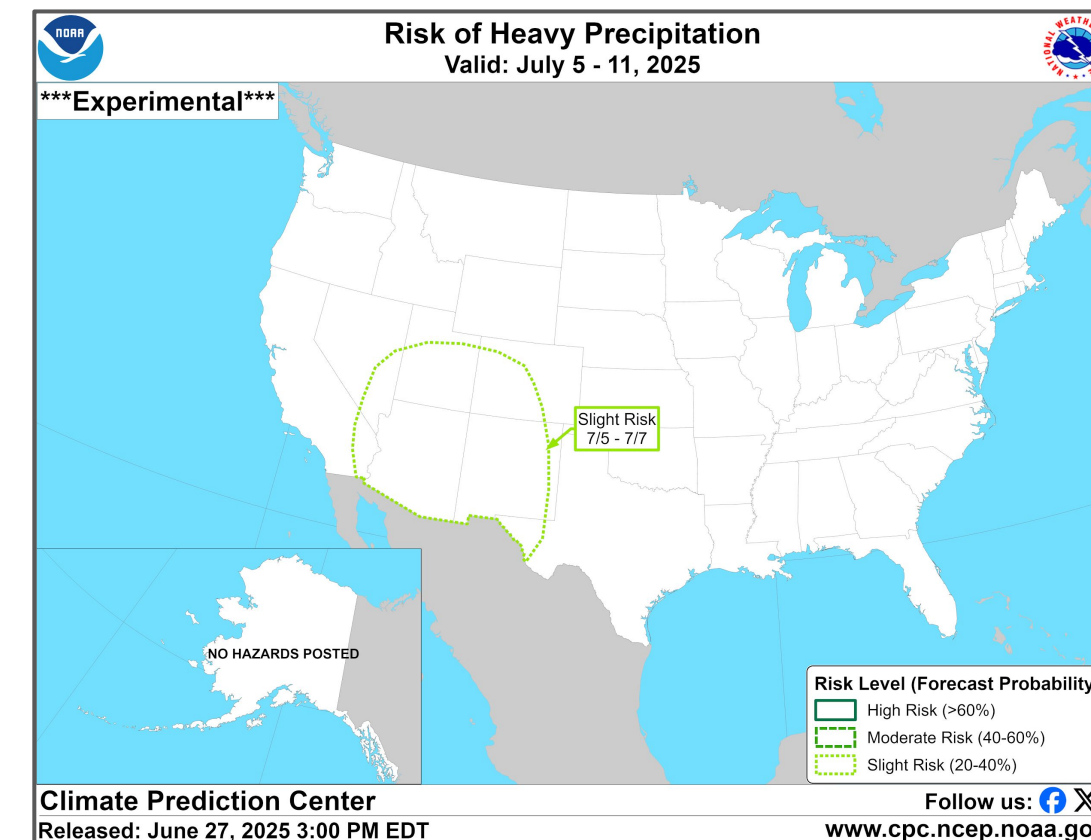 NOAA
Risk of Heavy Precipitation
Valid: July 5 - 11, 2025
NATIONAL WEATH
***Experimental***
Slight Risk
7/5 - 7/7
NO HAZARDS POSTED
Risk Level (Forecast Probability
High Risk (>60%)
Moderate Risk (40-60%)
Slight Risk (20-40%)
Climate Prediction Center
Follow us:
Released: June 27, 2025 3:00 PM EDT
www.cpc.ncep.noaa.go